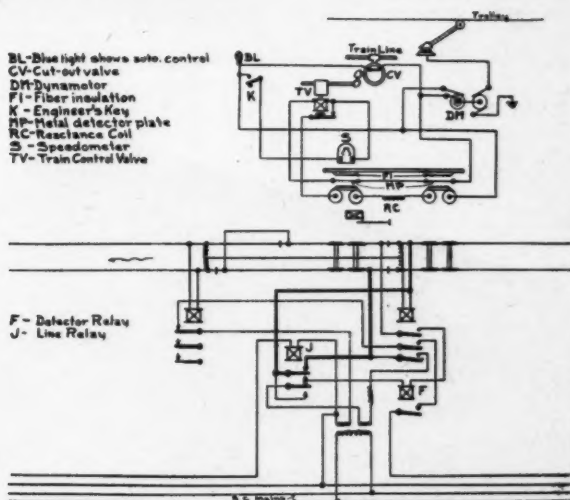 Trolley
BL-Blue light shows auto. control
CV-Cut-out valve
DM-Dynamotor
FI-Fiber insulation
K-Engineer's Key
MP-Metal detector plate
RC-Reactance Coil
S-Speedometer
TV-Train Control Valve
BL
Train Line
CV
TV
K
DM
S
FI
MP
RC
F-Detector Relay
J-Line Relay
J
F